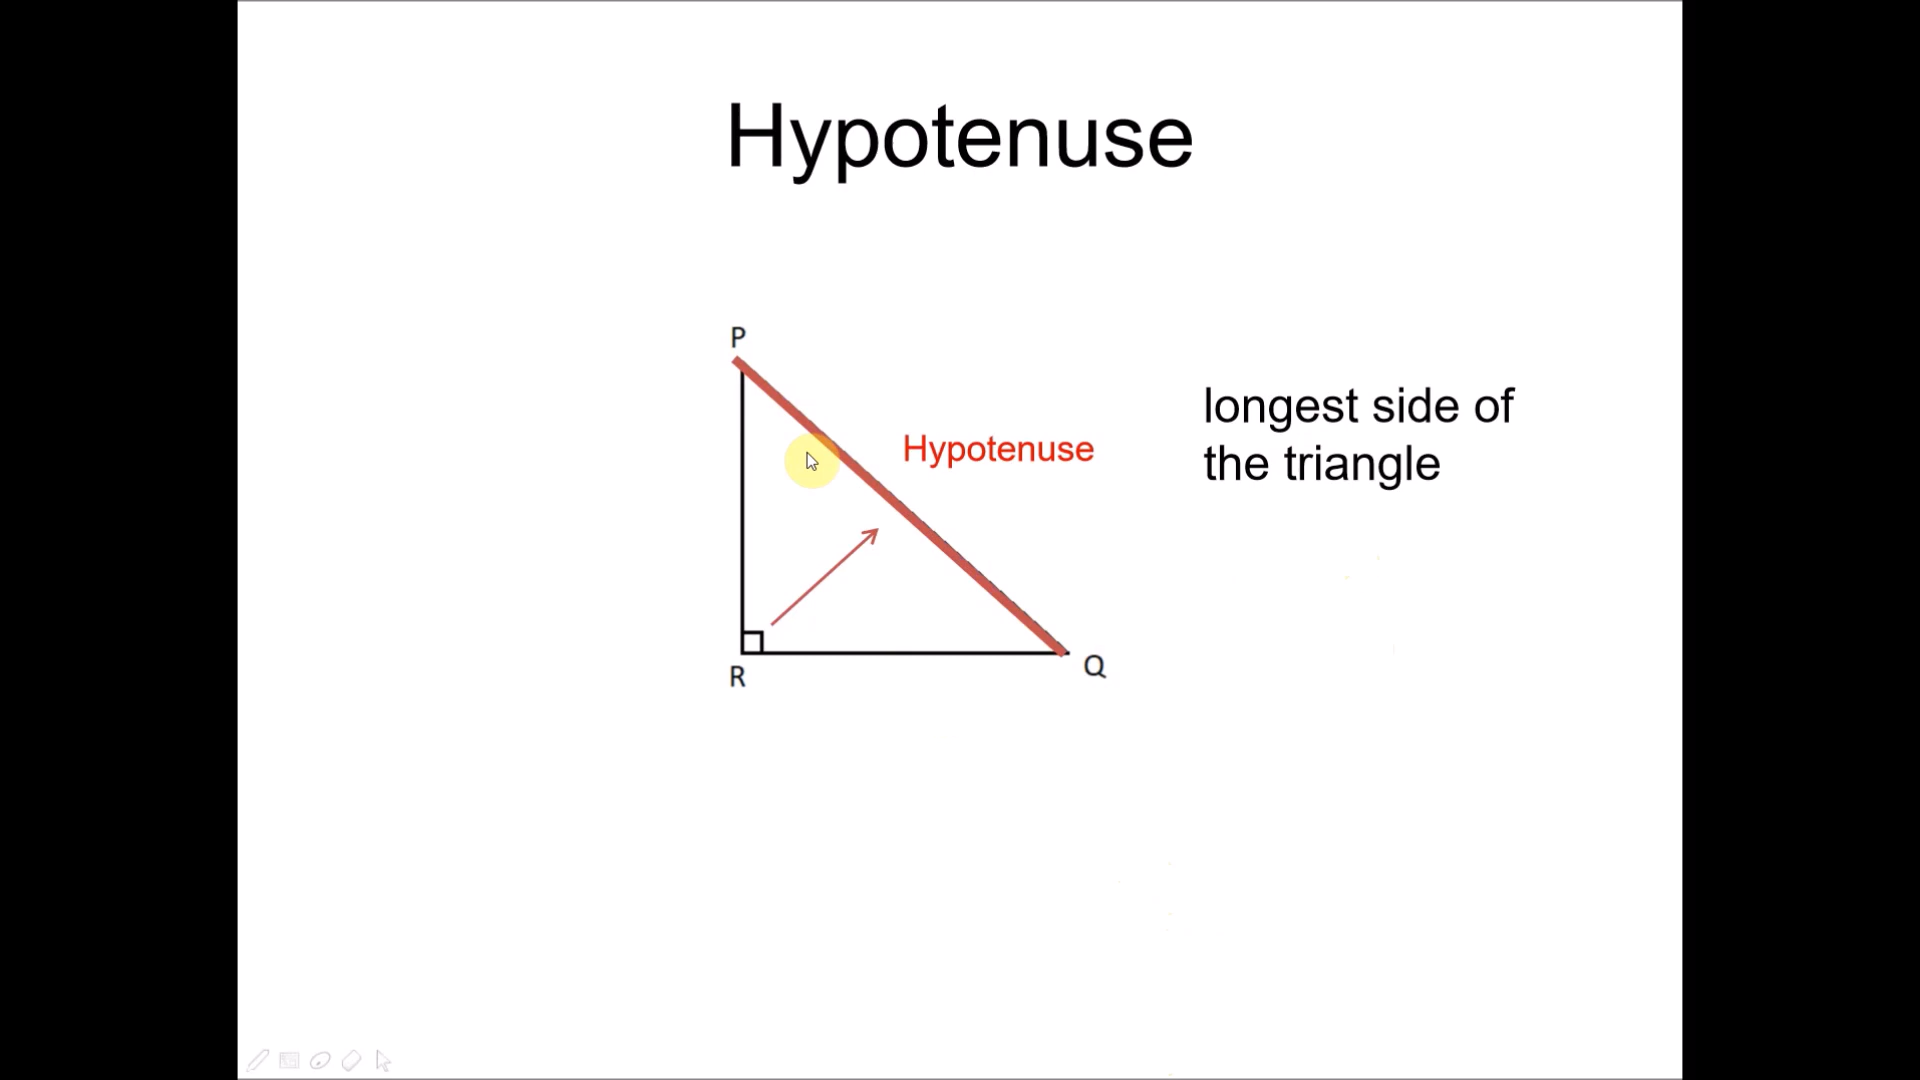 Hypotenuse
P
Hypotenuse
longest side of
the triangle
R
Q